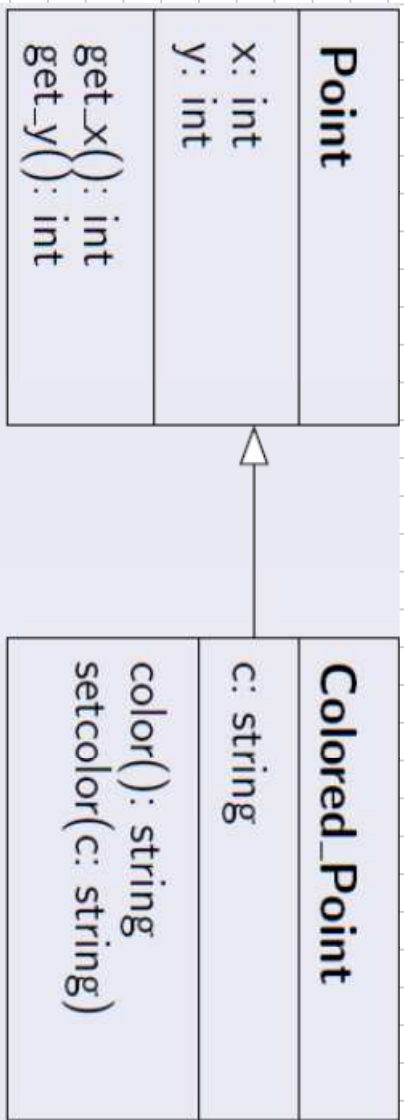 Point
x: int
y: int
get_x(): int
get_y(): int
Colored_Point
c: string
color(): string
setcolor(c: string)